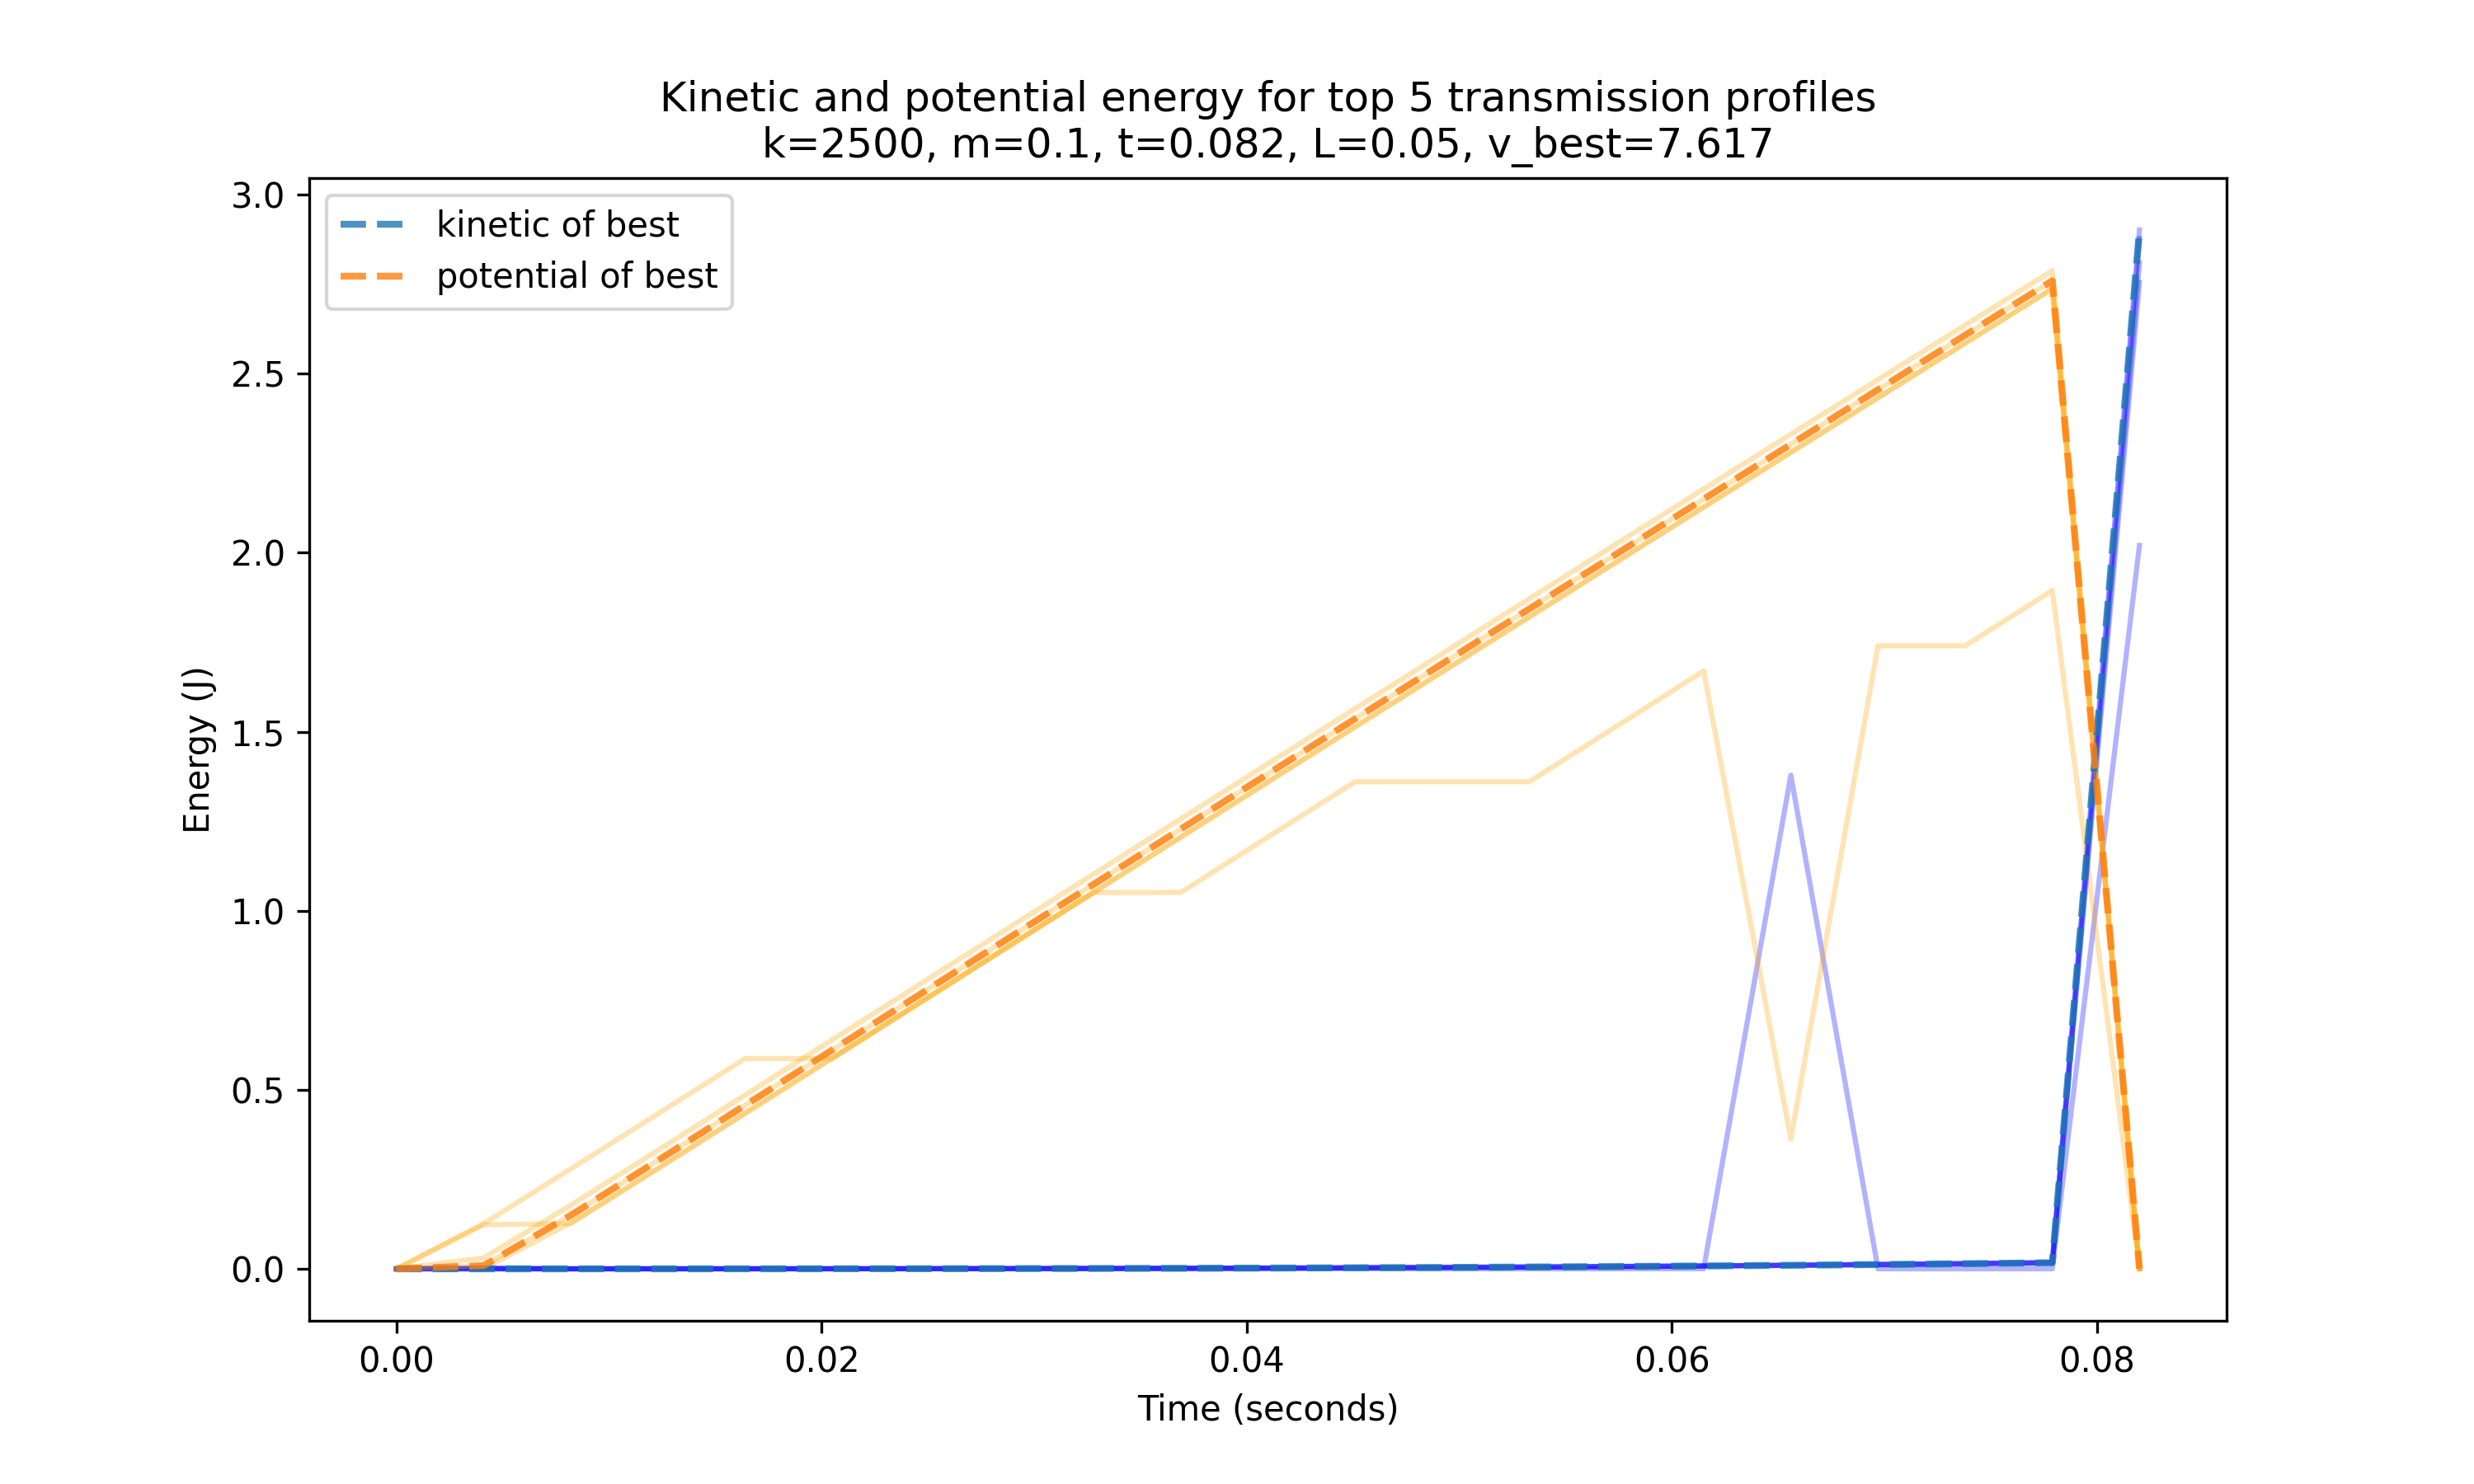 Kinetic and potential energy for top 5 transmission profiles
k=2500, m=0.1, t=0.082, L=0.05, v_best=7.617
kinetic of best
potential of best
3.0
2.5
2.0
1.5
1.0
0.5
0.0
Energy (J)
0.00 0.02 0.04 0.06 0.08
Time (seconds)